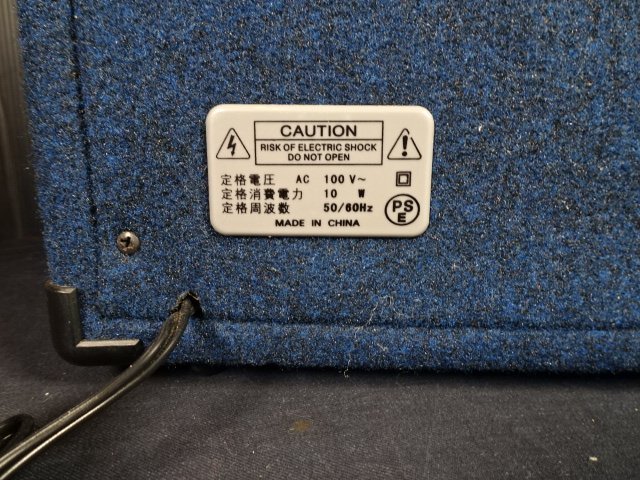 CAUTION
RISK OF ELECTRIC SHOCK
DO NOT OPEN
定格電圧 AC 100 V~
定格消費電力 10 W
定格周波数 50/60Hz
PS
E
MADE IN CHINA